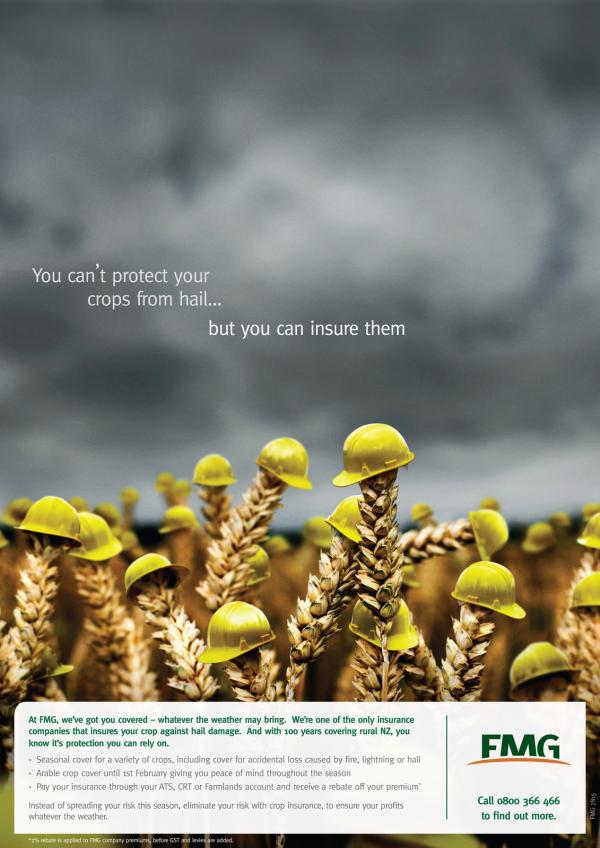 You can't protect your
crops from hail...
but you can insure them
At FMG, we've got you covered – whatever the weather may bring. We're one of the only insurance
companies that insures your crop against hail damage. And with 100 years covering rural NZ, you
know it's protection you can rely on.
• Seasonal cover for a variety of crops, including cover for accidental loss caused by fire, lightning or hail
• Arable crop cover until 1st February giving you peace of mind throughout the season
• Pay your insurance through your ATS, CRT or Farmlands account and receive a rebate off your premium*
Instead of spreading your risk this season, eliminate your risk with crop insurance, to ensure your profits
whatever the weather.
FMG
Call 0800 366 466
to find out more.
*2% rebate is applied to FMG company premiums, before GST and levies are added.